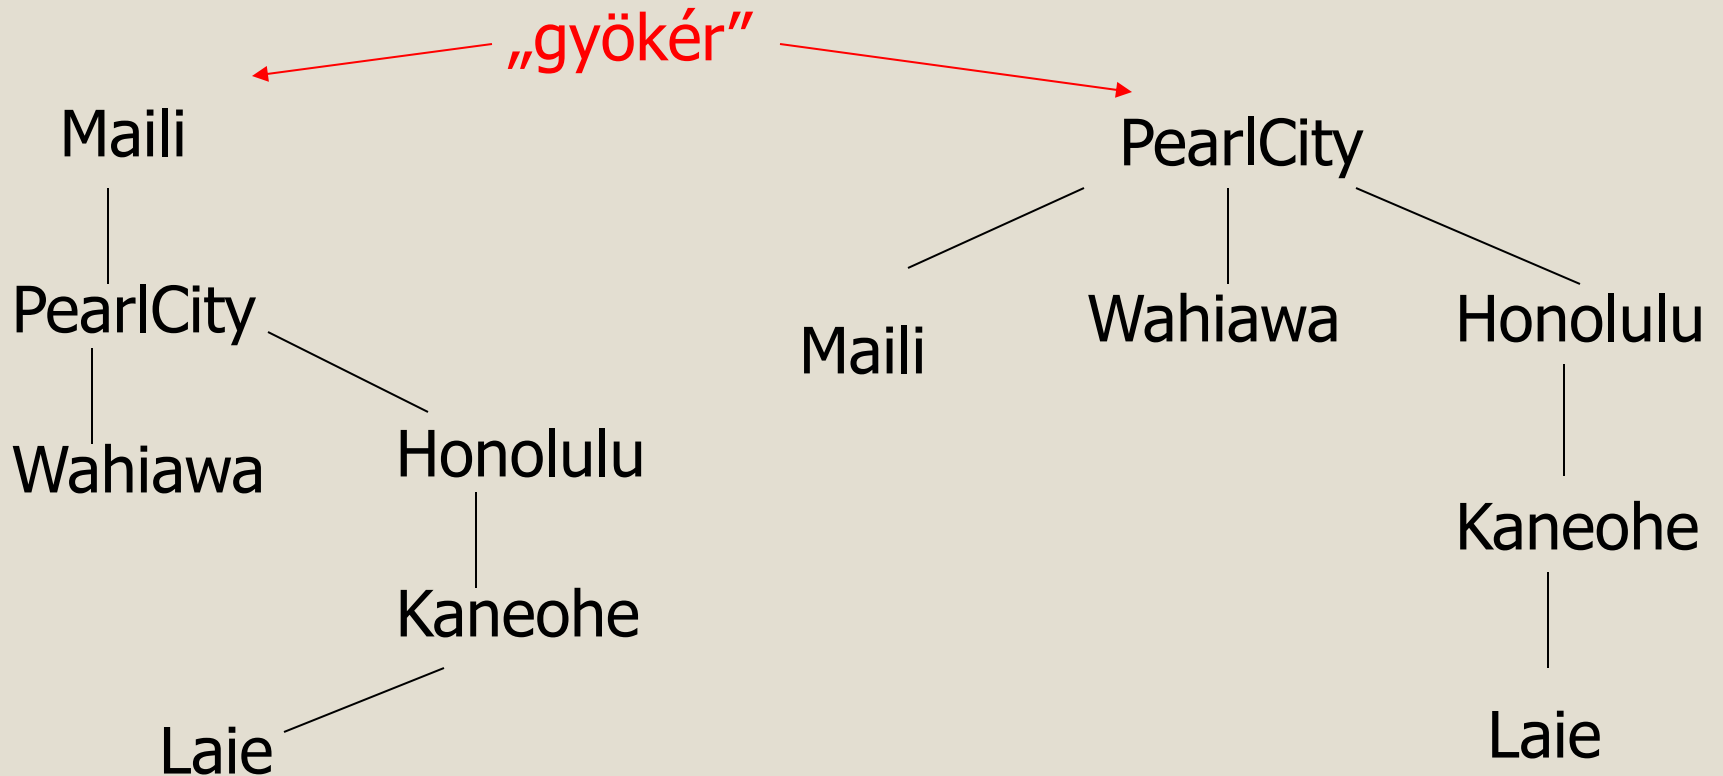 „gyökér”
Maili
PearlCity
Wahiawa
Honolulu
Kaneohe
Laie
PearlCity
Maili
Wahiawa
Honolulu
Kaneohe
Laie